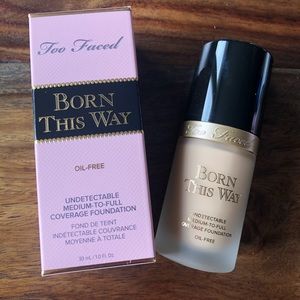 Too Faced
BORN
THIS WAY
OIL-FREE
UNDETECTABLE
MEDIUM-TO-FULL
COVERAGE FOUNDATION
FOND DE TEINT
INDÉTECTABLE COUVRANCE
MOYENNE À TOTALE
30 mL / 1.0 Fl. Oz.
Too Faced
BORN
THIS WAY
UNDETECTABLE
MEDIUM-TO-FULL
COVERAGE FOUNDATION
OIL-FREE